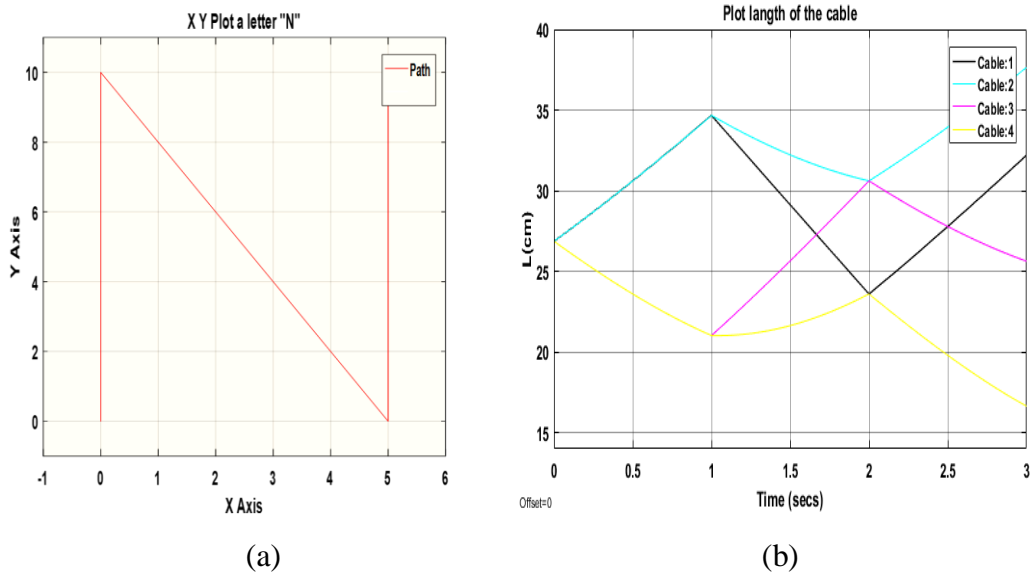 X Y Plot a letter "N"
Path
10
8
6
4
2
0
-1 0 1 2 3 4 5 6
Y Axis
X Axis
(a)
Plot langth of the cable
Cable:1
Cable:2
Cable:3
Cable:4
40
35
30
25
20
15
0 0.5 1 1.5 2 2.5 3
L(cm)
Time (secs)
Offset=0
(b)